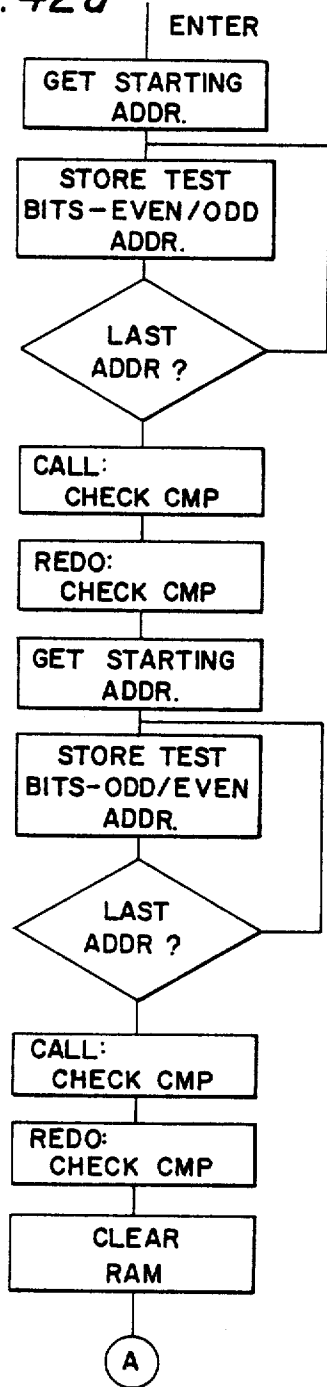 .42a
ENTER
GET STARTING
ADDR.
STORE TEST
BITS-EVEN/ODD
ADDR.
LAST
ADDR ?
CALL:
CHECK CMP
REDO:
CHECK CMP
GET STARTING
ADDR.
STORE TEST
BITS-ODD/EVEN
ADDR.
LAST
ADDR ?
CALL:
CHECK CMP
REDO:
CHECK CMP
CLEAR
RAM
A